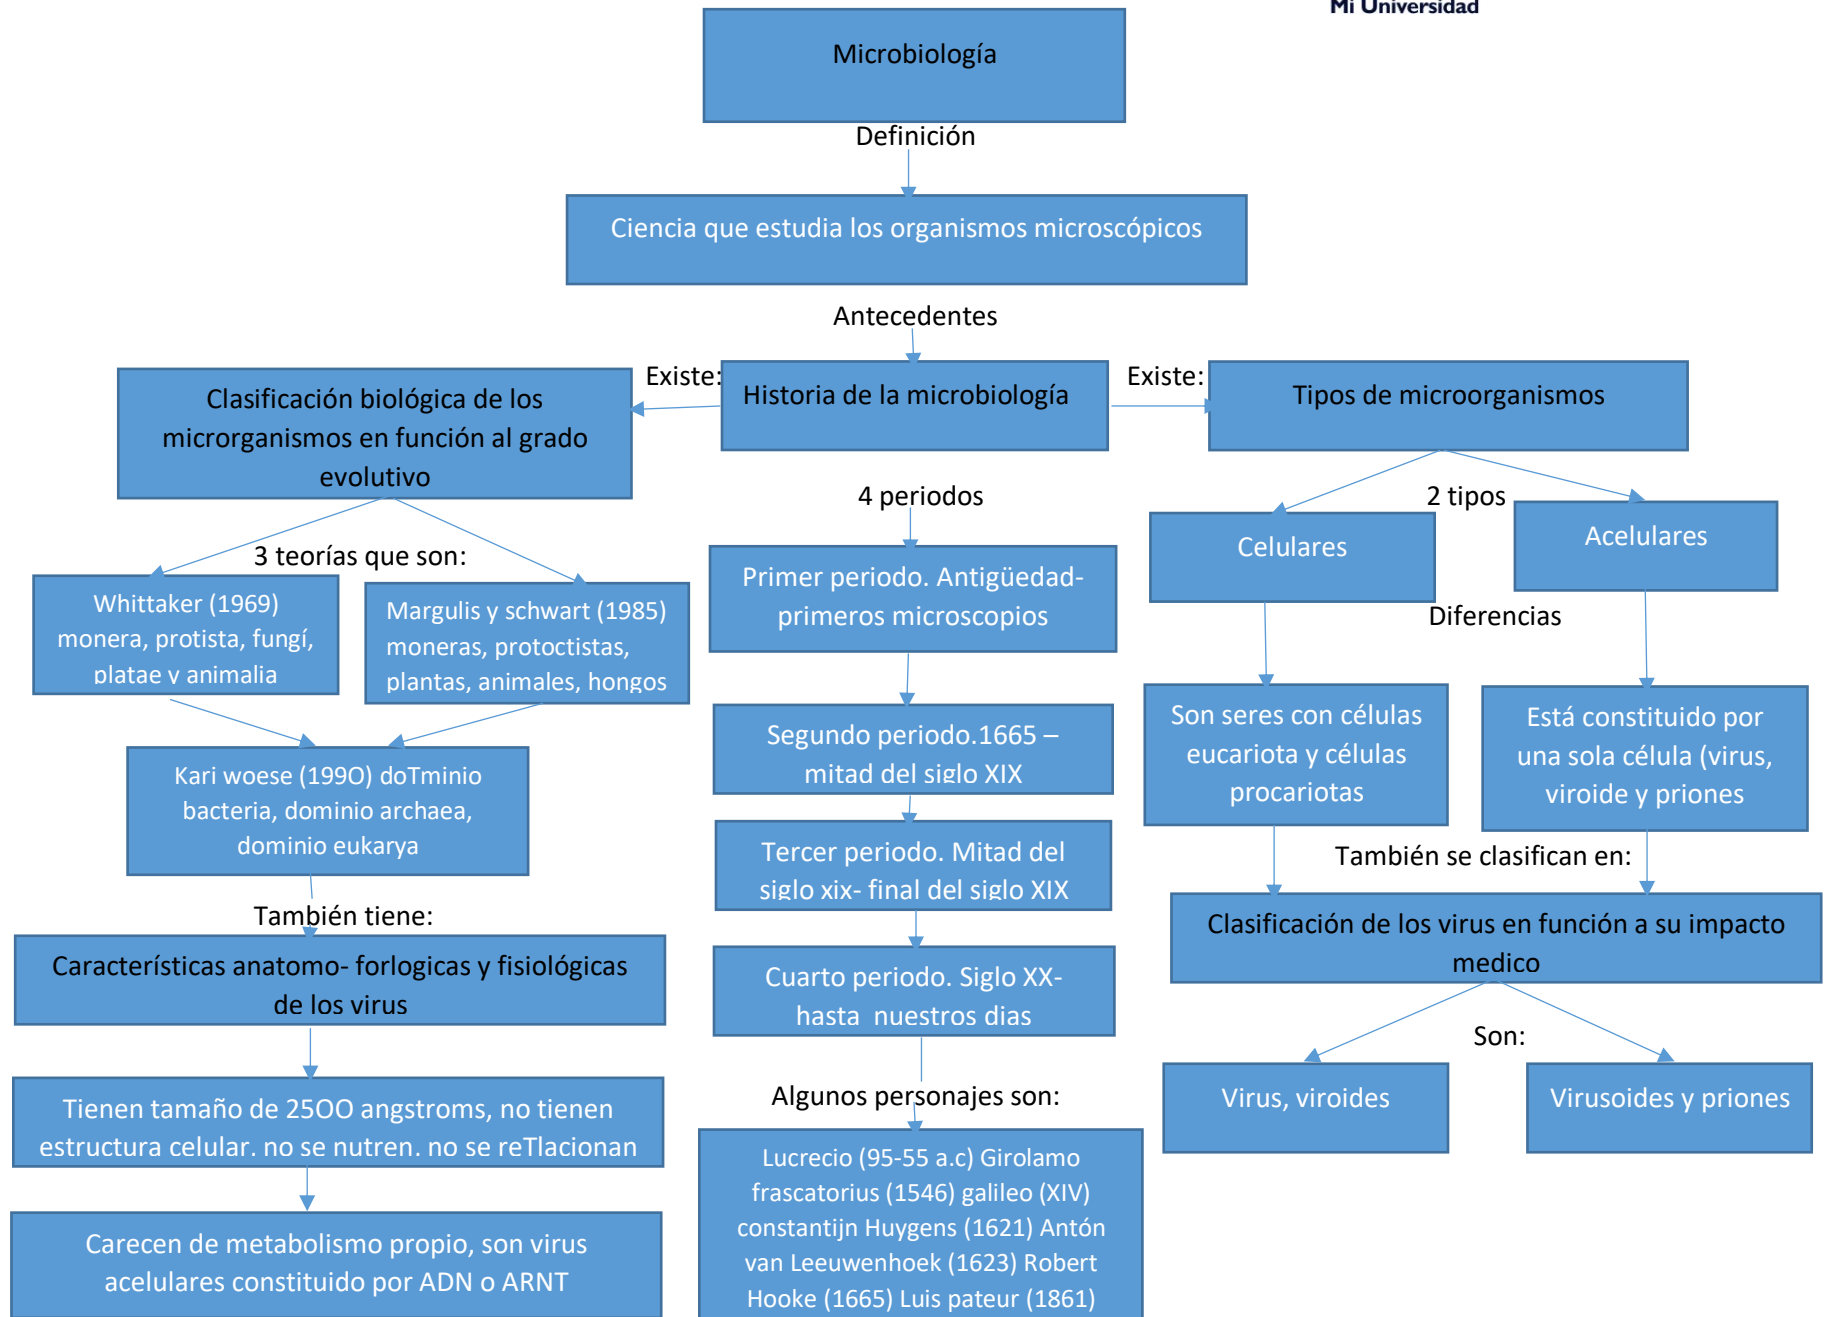 Mi Universidad
Microbiología
Definición
Ciencia que estudia los organismos microscópicos
Antecedentes
Existe:
Historia de la microbiología
Existe:
Clasificación biológica de los
microrganismos en función al grado
evolutivo
Tipos de microorganismos
3 teorías que son:
Whittaker (1969)
monera, protista, fungí,
platae y animalia
Margulis y schwart (1985)
moneras, protoctistas,
plantas, animales, hongos
Kari woese (199O) doTminio
bacteria, dominio archaea,
dominio eukarya
También tiene:
Características anatomo- forlogicas y fisiológicas
de los virus
Tienen tamaño de 25OO angstroms, no tienen
estructura celular. no se nutren. no se reTlacionan
Carecen de metabolismo propio, son virus
acelulares constituido por ADN o ARNT
4 periodos
Primer periodo. Antigüedad-
primeros microscopios
Segundo periodo.1665 –
mitad del siglo XIX
Tercer periodo. Mitad del
siglo xix- final del siglo XIX
Cuarto periodo. Siglo XX-
hasta nuestros dias
Algunos personajes son:
Lucrecio (95-55 a.c) Girolamo
frascatorius (1546) galileo (XIV)
constantijn Huygens (1621) Antón
van Leeuwenhoek (1623) Robert
Hooke (1665) Luis pateur (1861)
2 tipos
Celulares
Acelulares
Diferencias
Son seres con células
eucariota y células
procariotas
Está constituido por
una sola célula (virus,
viroide y priones
También se clasifican en:
Clasificación de los virus en función a su impacto
medico
Son:
Virus, viroides
Virusoides y priones